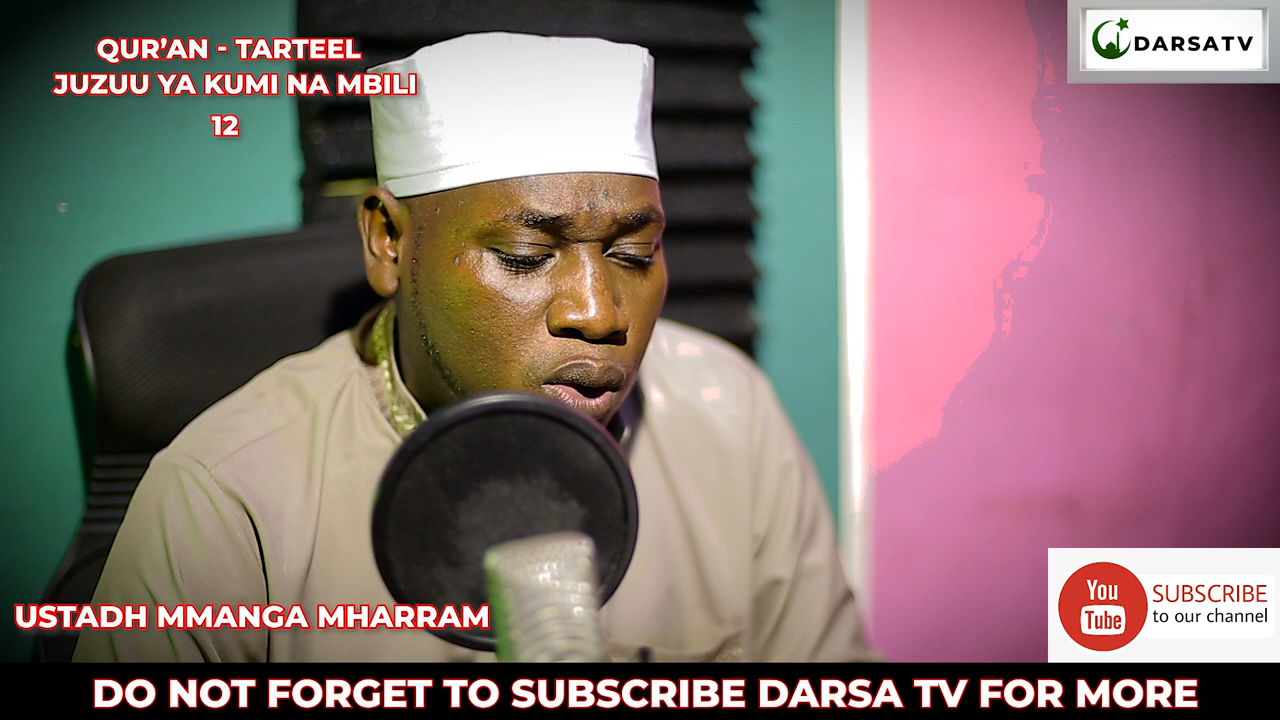 QUR'AN - TARTEEL
JUZUU YA KUMI NA MBILI
12
DARSATV
USTADH MMANGA MHARRAM
You
Tube
SUBSCRIBE
to our channel
DO NOT FORGET TO SUBSCRIBE DARSA TV FOR MORE